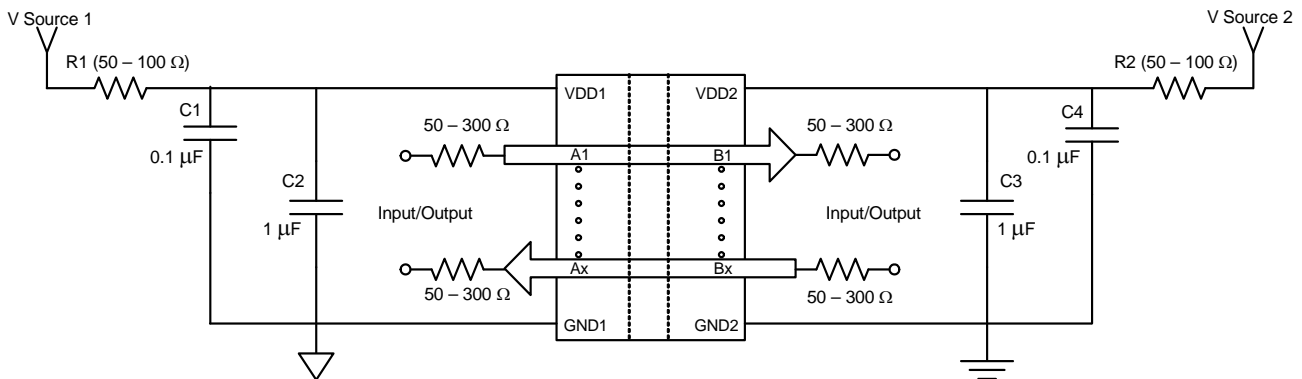 V Source 1
V Source 2
R1 (50 – 100 Ω)
R2 (50 – 100 Ω)
VDD1
VDD2
C1
C4
50 – 300 Ω
50 – 300 Ω
0.1 μF
0.1 μF
A1
B1
C2
C3
1 μF
1 μF
Input/Output
Input/Output
Ax
Bx
50 – 300 Ω
50 – 300 Ω
GND1
GND2